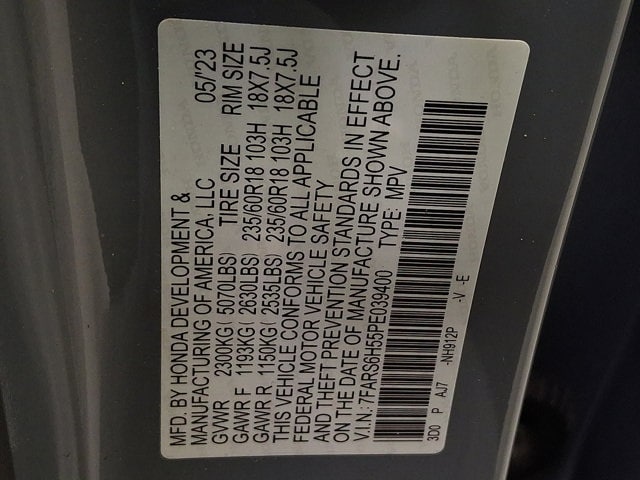 MFD. BY HONDA DEVELOPMENT &
MANUFACTURING OF AMERICA, LLC 05/'23
GVWR 2300KG ( 5070LBS) TIRE SIZE RIM SIZE
GAWR F 1193KG ( 2630LBS) 235/60R18 103H 18X7.5J
GAWR R 1150KG ( 2535LBS) 235/60R18 103H 18X7.5J
THIS VEHICLE CONFORMS TO ALL APPLICABLE
FEDERAL MOTOR VEHICLE SAFETY
AND THEFT PREVENTION STANDARDS IN EFFECT
ON THE DATE OF MANUFACTURE SHOWN ABOVE.
V.I.N.: 7FARS6H55PE039400 TYPE: MPV
3D0 P AJ7 -NH912P -V -E